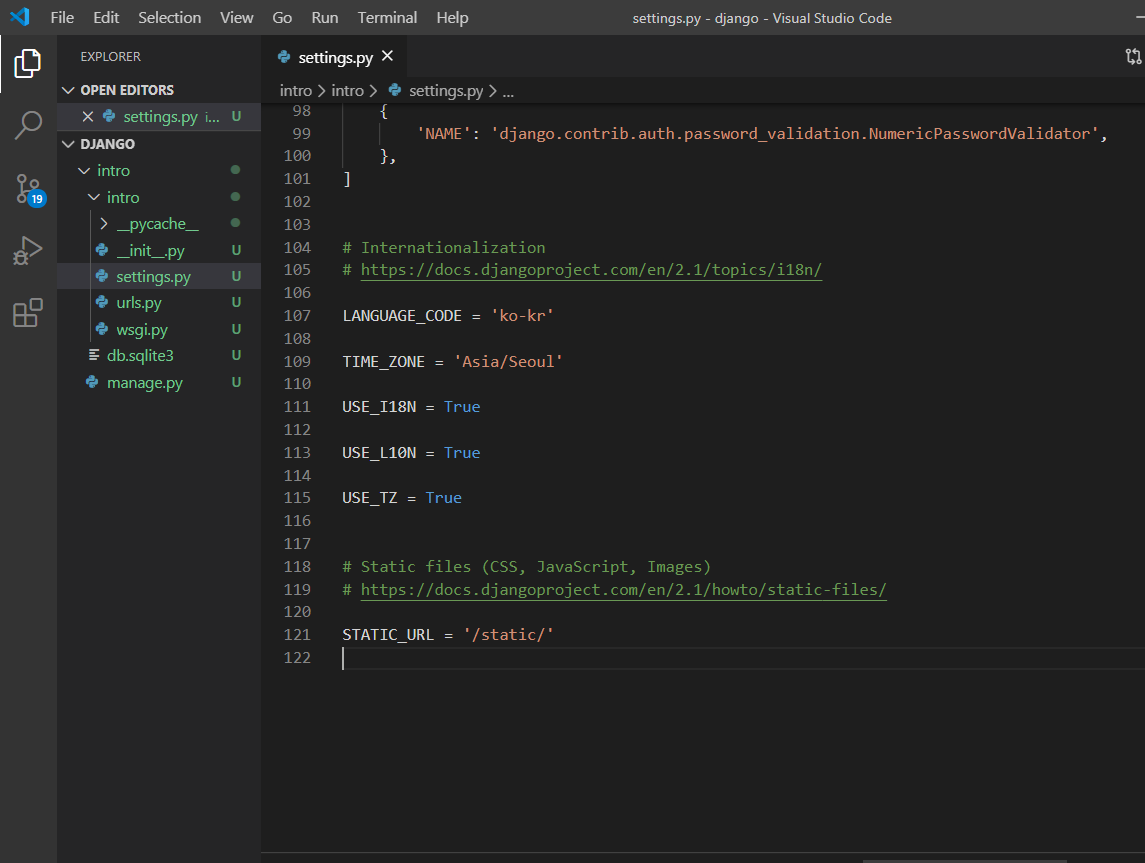 File Edit Selection View Go Run Terminal Help settings.py - django - Visual Studio Code
EXPLORER
OPEN EDITORS
settings.py i... U
DJANGO
intro
intro
__pycache__
__init__.py U
settings.py U
urls.py U
wsgi.py U
db.sqlite3 U
manage.py U
19
settings.py
intro > intro > settings.py > ...
98 {
99 'NAME': 'django.contrib.auth.password_validation.NumericPasswordValidator',
100 },
101 ]
102
103
104 # Internationalization
105 # https://docs.djangoproject.com/en/2.1/topics/i18n/
106
107 LANGUAGE_CODE = 'ko-kr'
108
109 TIME_ZONE = 'Asia/Seoul'
110
111 USE_I18N = True
112
113 USE_L10N = True
114
115 USE_TZ = True
116
117
118 # Static files (CSS, JavaScript, Images)
119 # https://docs.djangoproject.com/en/2.1/howto/static-files/
120
121 STATIC_URL = '/static/'
122